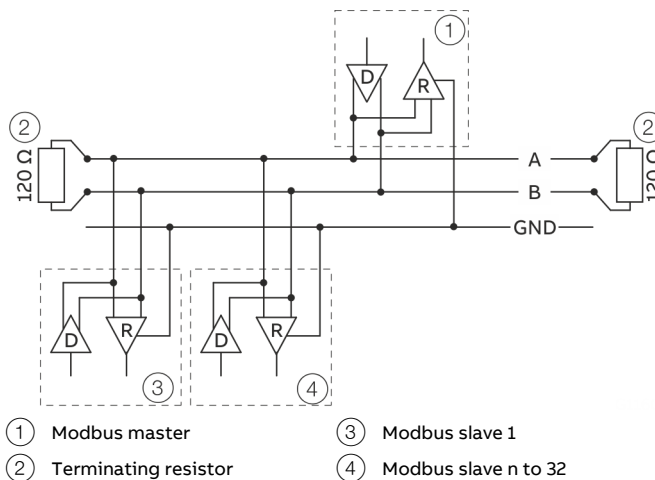 1
D
R
2
2
120 Ω
A
120 Ω
B
GND
D
R
3
D
R
4
1 Modbus master
3 Modbus slave 1
2 Terminating resistor
4 Modbus slave n to 32